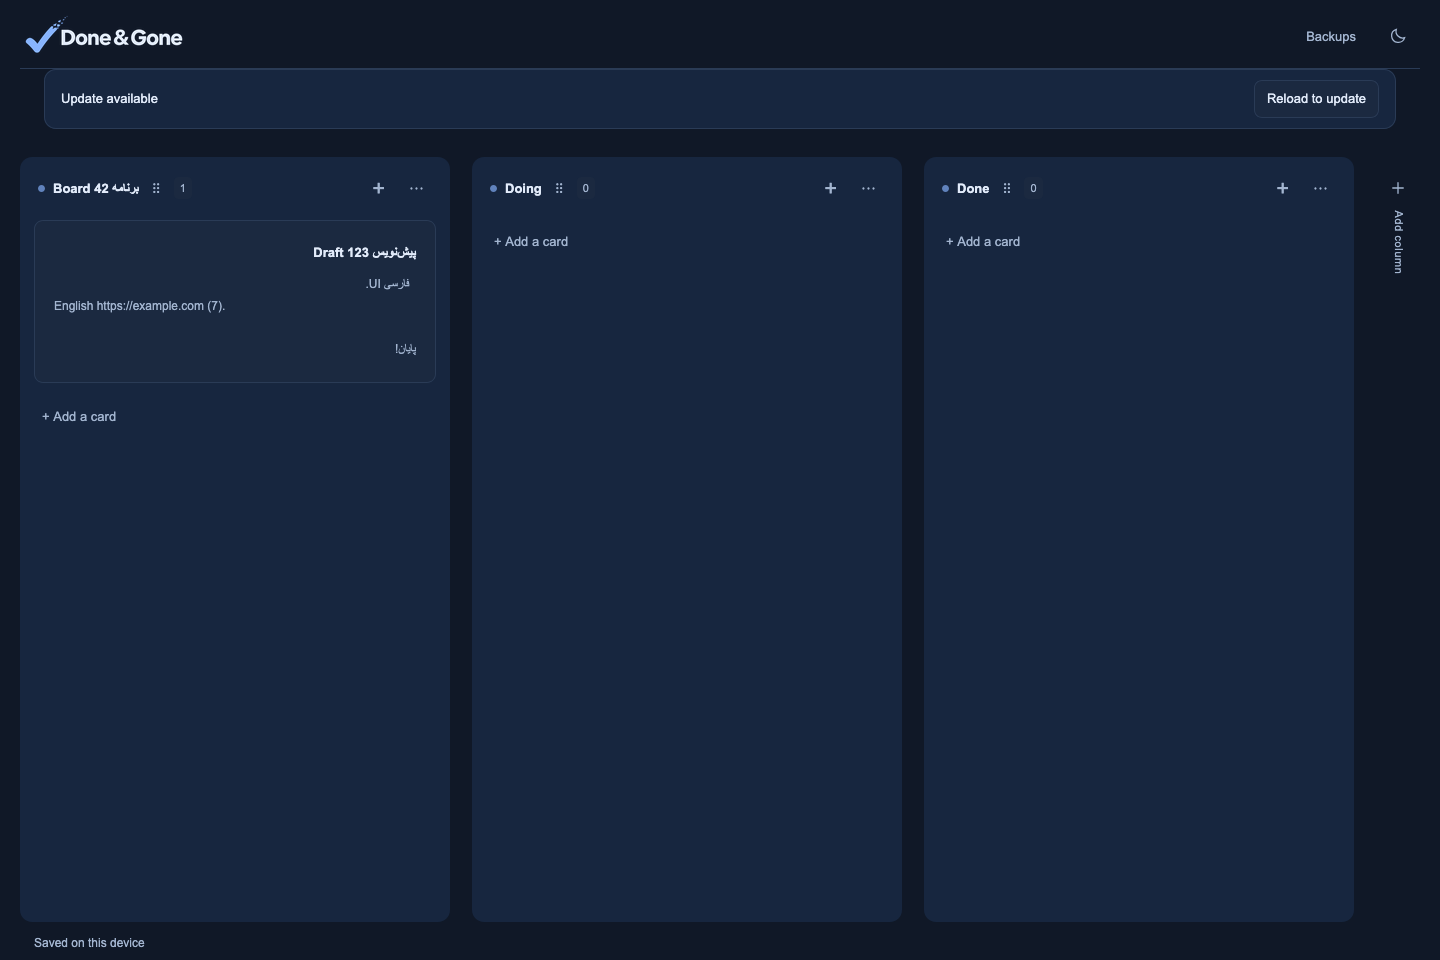 Done & Gone
Backups
Update available
Reload to update
Board 42 برنامه
1
پیش‌نویس Draft 123
فارسی UI.
English https://example.com (7).
پایان!
+ Add a card
Doing
0
+ Add a card
Done
0
+ Add a card
Add column
Saved on this device